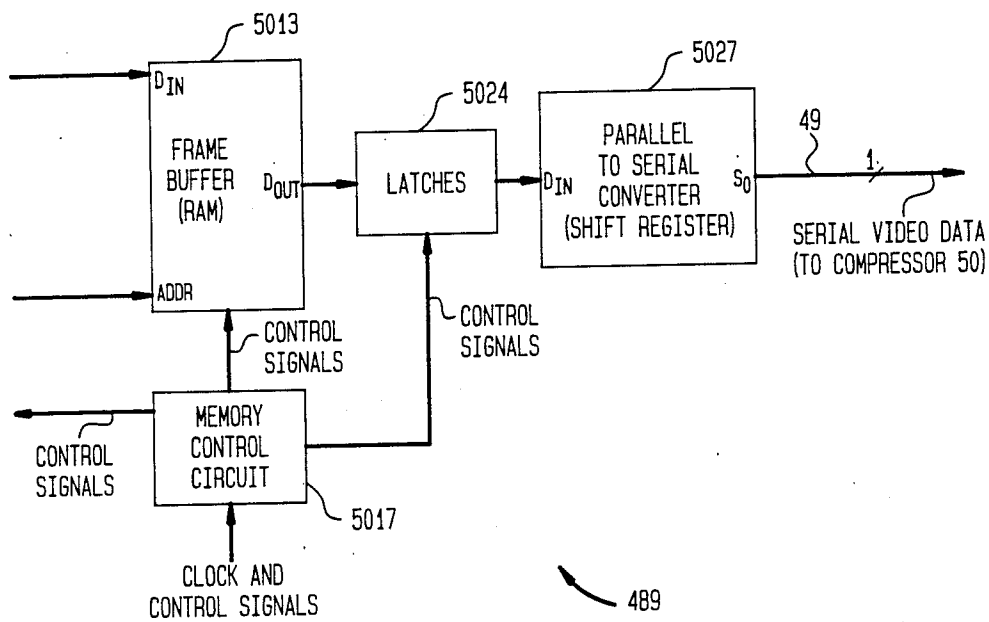 5013
5027
5024
D_IN
FRAME
BUFFER
(RAM)
D_OUT
ADDR
LATCHES
D_IN
PARALLEL
TO SERIAL
CONVERTER
(SHIFT REGISTER)
S_0
49
1
SERIAL VIDEO DATA
(TO COMPRESSOR 50)
CONTROL
SIGNALS
CONTROL
SIGNALS
CONTROL
SIGNALS
MEMORY
CONTROL
CIRCUIT
5017
CLOCK AND
CONTROL SIGNALS
489